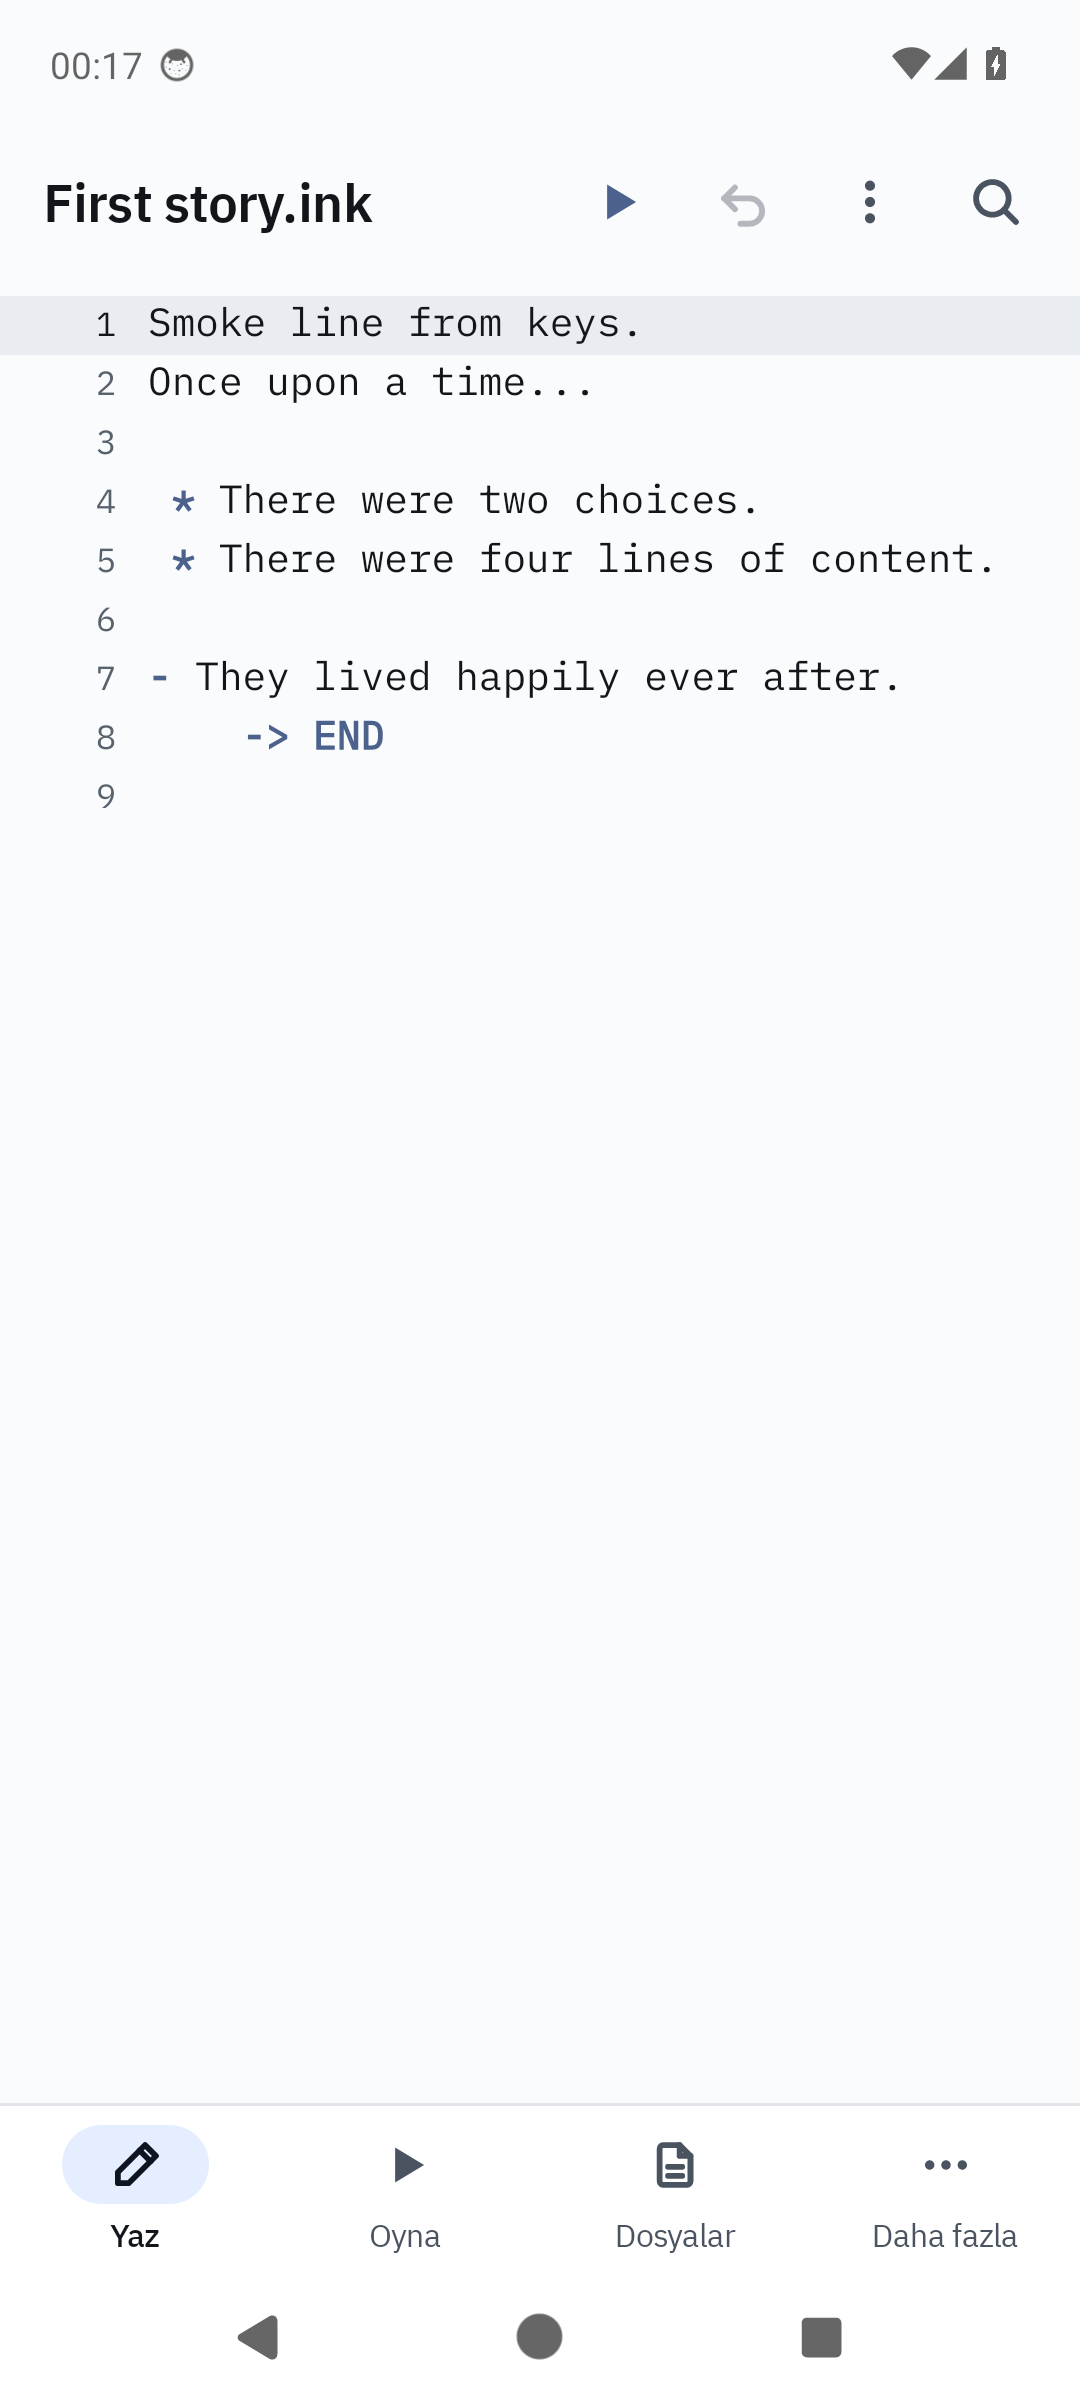 00:17
First story.ink
1 Smoke line from keys.
2 Once upon a time...
3
4  * There were two choices.
5  * There were four lines of content.
6
7 - They lived happily ever after.
8     -> END
9
Yaz
Oyna
Dosyalar
Daha fazla